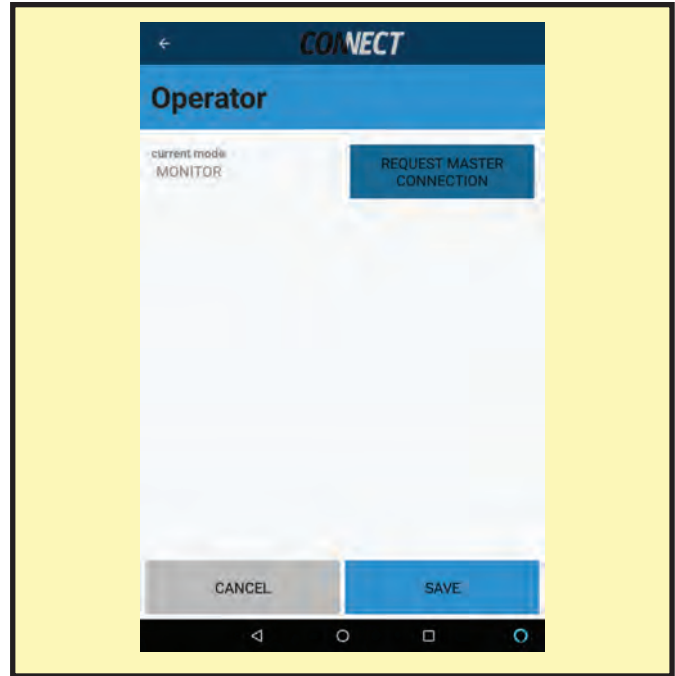 CONNECT
Operator
current mode
MONITOR
REQUEST MASTER
CONNECTION
CANCEL
SAVE